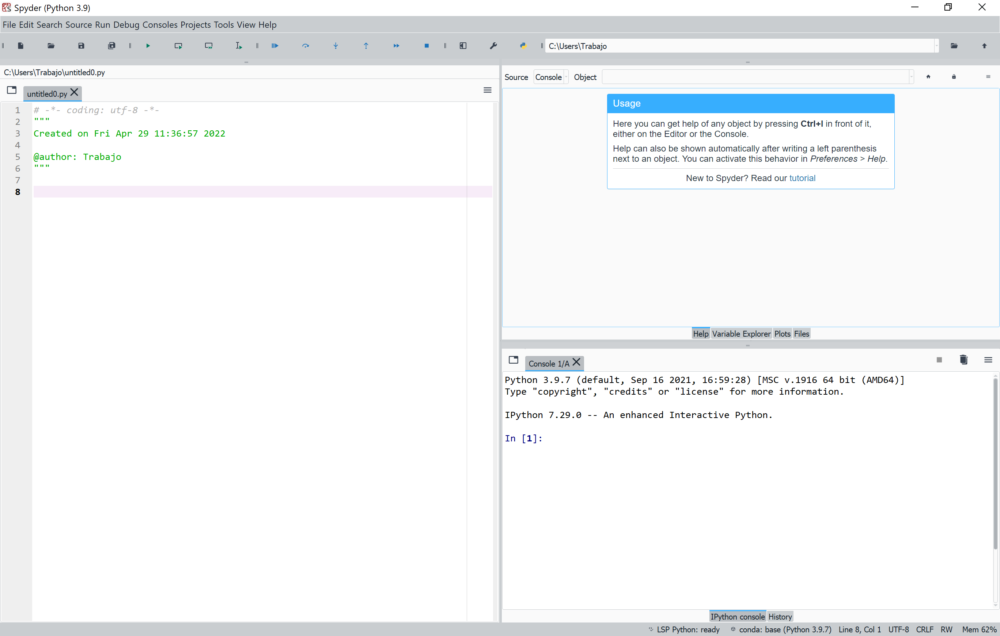 Spyder (Python 3.9)
File Edit Search Source Run Debug Consoles Projects Tools View Help
C:\Users\Trabajo
C:\Users\Trabajo\untitled0.py
untitled0.py
1 # -*- coding: utf-8 -*-
2 """
3 Created on Fri Apr 29 11:36:57 2022
4
5 @author: Trabajo
6 """
7
8
Source Console Object
Usage
Here you can get help of any object by pressing Ctrl+I in front of it,
either on the Editor or the Console.
Help can also be shown automatically after writing a left parenthesis
next to an object. You can activate this behavior in Preferences > Help.
New to Spyder? Read our tutorial
Help Variable Explorer Plots Files
Console 1/A
Python 3.9.7 (default, Sep 16 2021, 16:59:28) [MSC v.1916 64 bit (AMD64)]
Type "copyright", "credits" or "license" for more information.
IPython 7.29.0 -- An enhanced Interactive Python.
In [1]:
IPython console History
LSP Python: ready conda: base (Python 3.9.7) Line 8, Col 1 UTF-8 CRLF RW Mem 62%